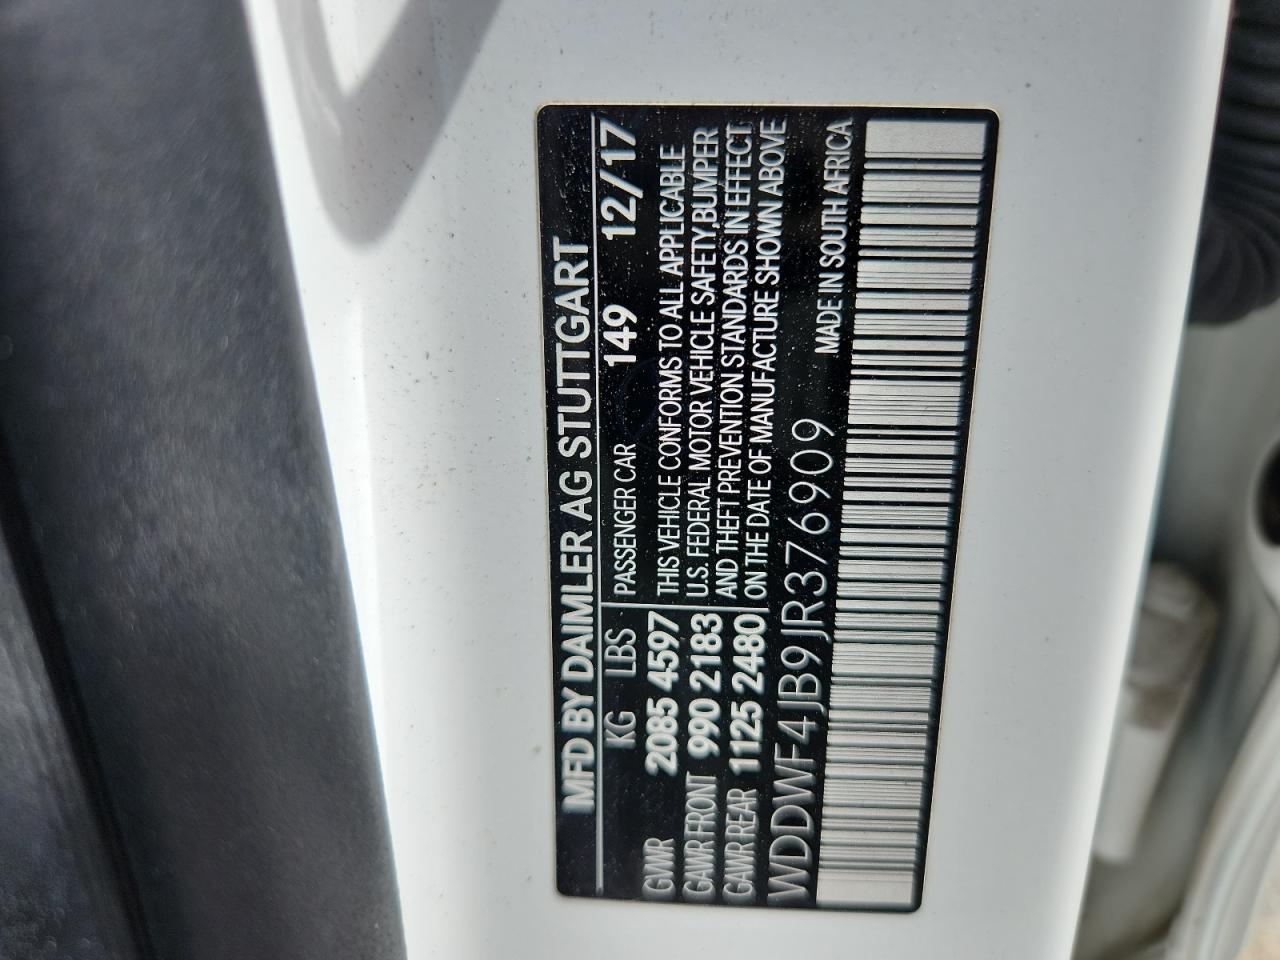 MFD BY DAIMLER AG STUTTGART
KG LBS PASSENGER CAR 149 12/17
GVWR 2085 4597 THIS VEHICLE CONFORMS TO ALL APPLICABLE
GAWR FRONT 990 2183 U.S. FEDERAL MOTOR VEHICLE SAFETY, BUMPER
GAWR REAR 1125 2480 AND THEFT PREVENTION STANDARDS IN EFFECT
ON THE DATE OF MANUFACTURE SHOWN ABOVE
WDDWF4JB9JR376909 MADE IN SOUTH AFRICA